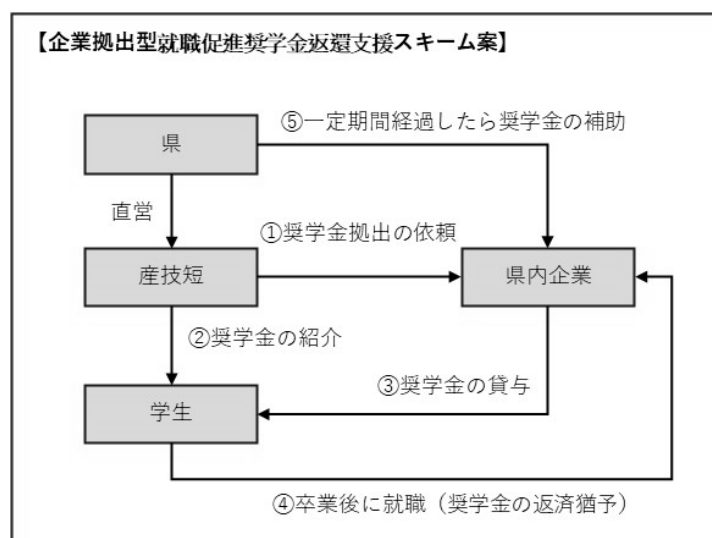 【企業拠出型就職促進奨学金返還支援スキーム案】
⑤一定期間経過したら奨学金の補助
県
直営
①奨学金拠出の依頼
産技短
県内企業
②奨学金の紹介
③奨学金の貸与
学生
④卒業後に就職（奨学金の返済猶予）